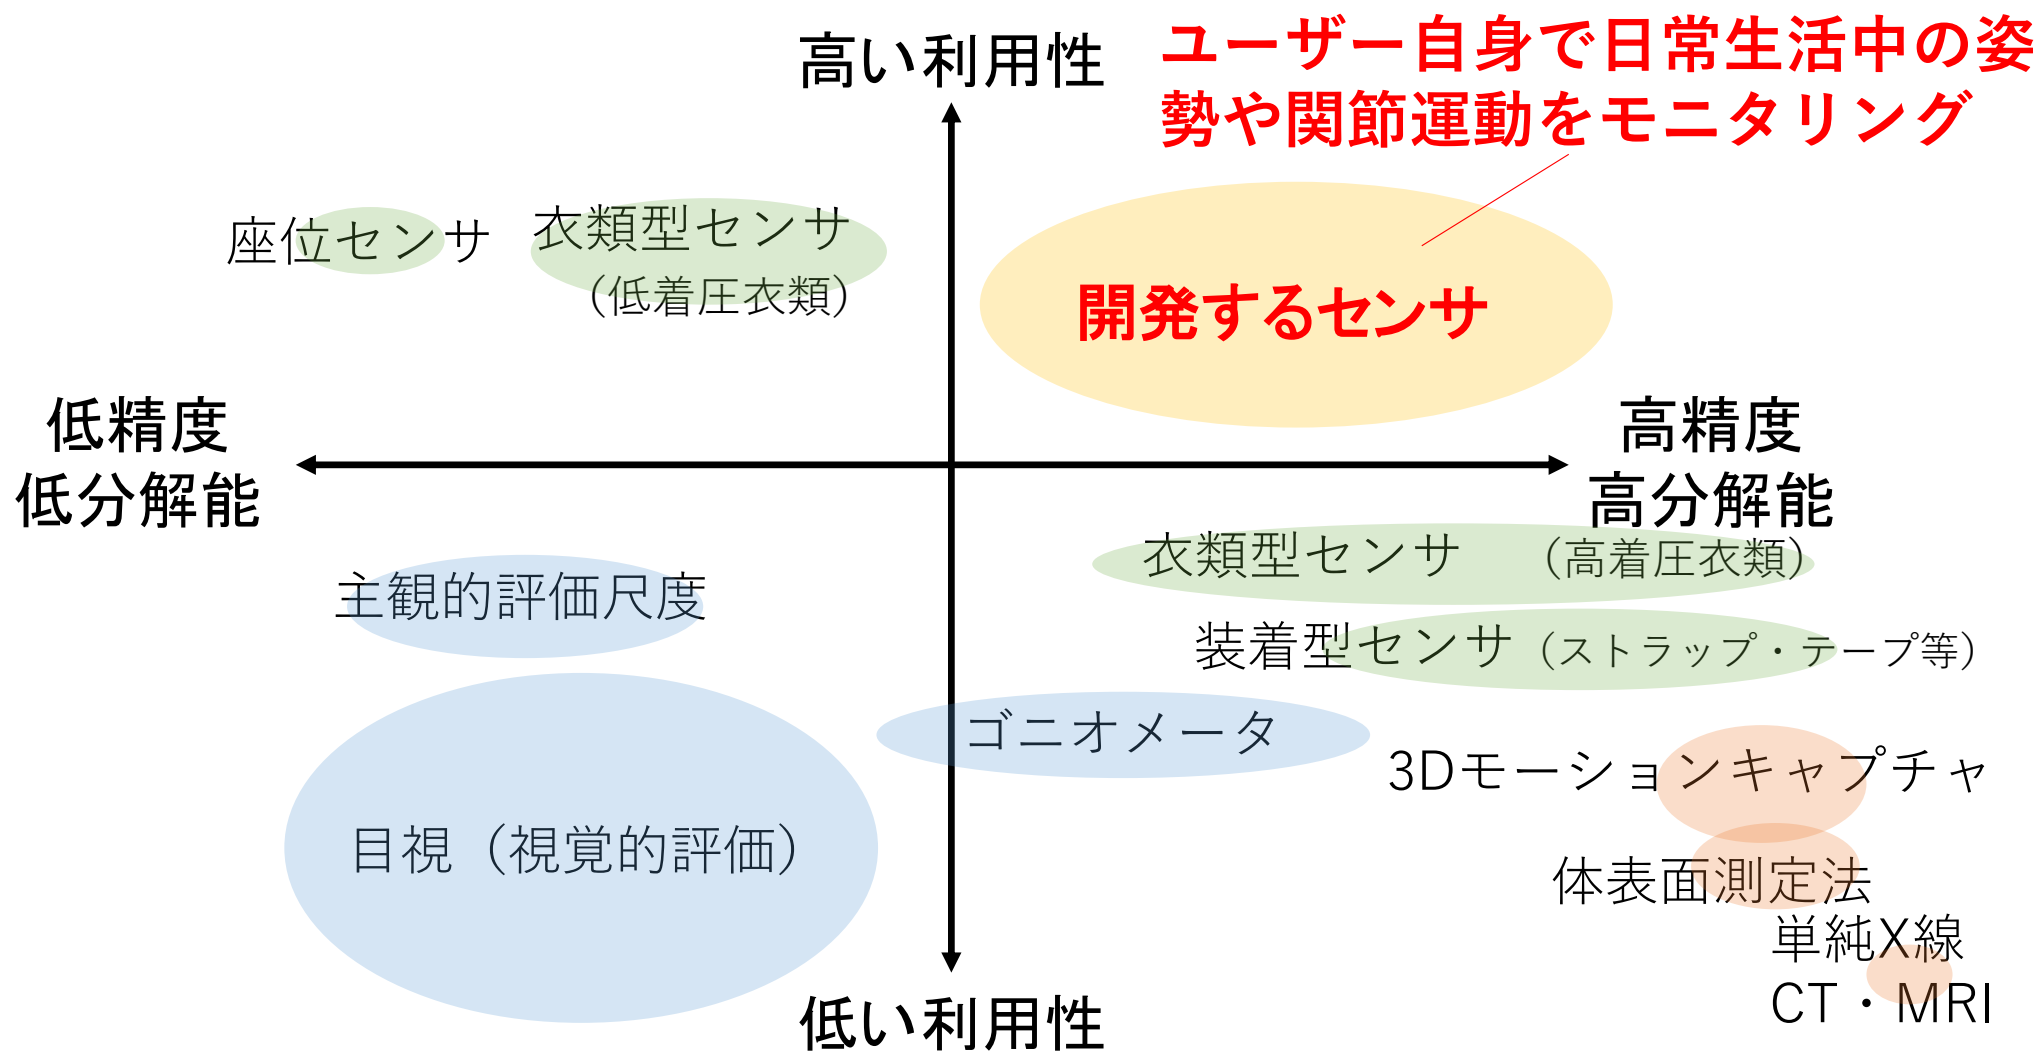 高い利用性
ユーザー自身で日常生活中の姿
勢や関節運動をモニタリング
座位センサ
衣類型センサ
（低着圧衣類）
開発するセンサ
低精度
低分解能
高精度
高分解能
衣類型センサ （高着圧衣類）
主観的評価尺度
装着型センサ（ストラップ・テープ等）
ゴニオメータ
3Dモーションキャプチャ
目視（視覚的評価）
体表面測定法
単純X線
CT・MRI
低い利用性